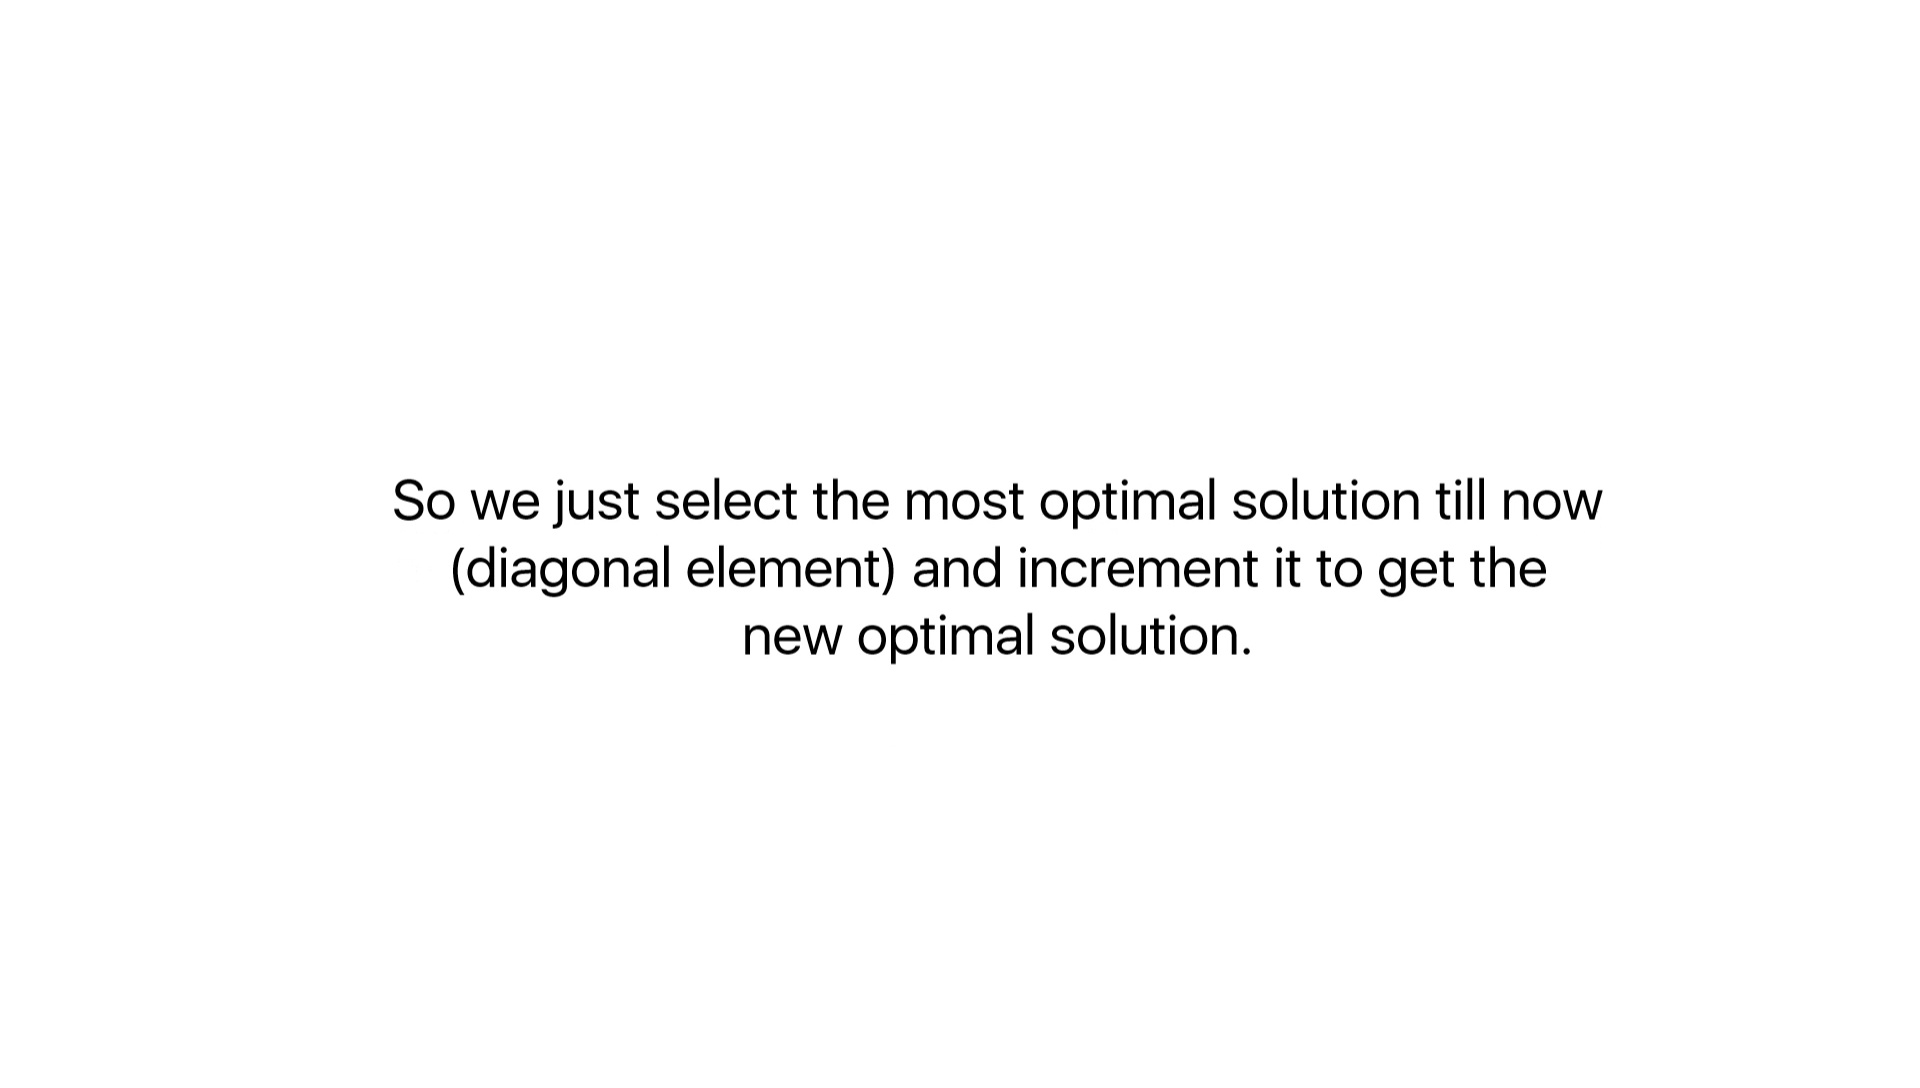 So we just select the most optimal solution till now
(diagonal element) and increment it to get the
new optimal solution.